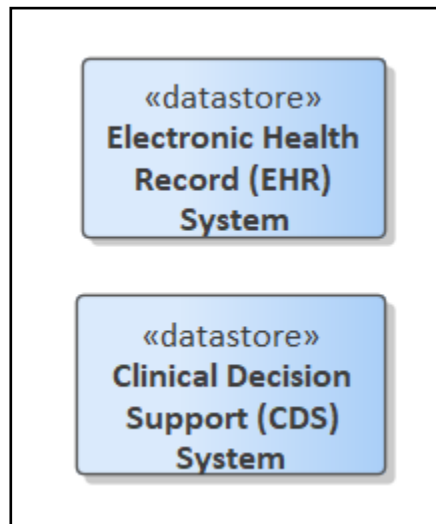 «datastore»
Electronic Health
Record (EHR)
System
«datastore»
Clinical Decision
Support (CDS)
System